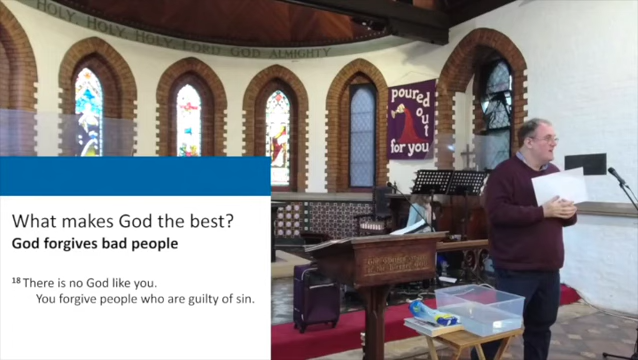 HOLY, HOLY, HOLY, LORD GOD ALMIGHTY
poured
out
for you
What makes God the best?
God forgives bad people
18 There is no God like you.
You forgive people who are guilty of sin.